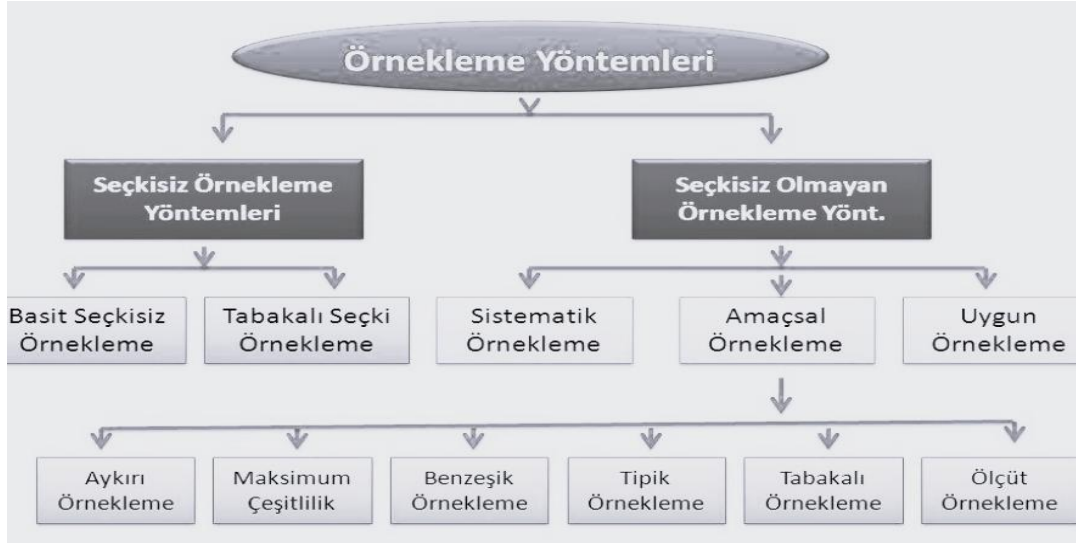 Örnekleme Yöntemleri
Seçkisiz Örnekleme
Yöntemleri
Seçkisiz Olmayan
Örnekleme Yönt.
Basit Seçkisiz
Örnekleme
Tabakalı Seçki
Örnekleme
Sistematik
Örnekleme
Amaçsal
Örnekleme
Uygun
Örnekleme
Aykırı
Örnekleme
Maksimum
Çeşitlilik
Benzeşik
Örnekleme
Tipik
Örnekleme
Tabakalı
Örnekleme
Ölçüt
Örnekleme